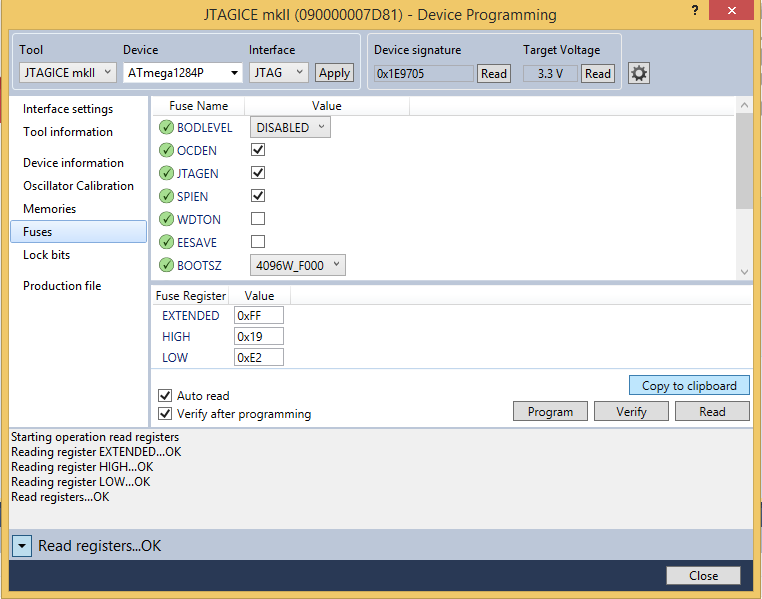 JTAGICE mkII (090000007D81) - Device Programming
?
x
Tool Device Interface Device signature Target Voltage
JTAGICE mkII ATmega1284P JTAG Apply 0x1E9705 Read 3.3 V Read
Interface settings
Tool information
Device information
Oscillator Calibration
Memories
Fuses
Lock bits
Production file
Fuse Name Value
BODLEVEL DISABLED
OCDEN
JTAGEN
SPIEN
WDTON
EESAVE
BOOTSZ 4096W_F000
Fuse Register Value
EXTENDED 0xFF
HIGH 0x19
LOW 0xE2
Copy to clipboard
Auto read
Verify after programming
Program Verify Read
Starting operation read registers
Reading register EXTENDED...OK
Reading register HIGH...OK
Reading register LOW...OK
Read registers...OK
Read registers...OK
Close